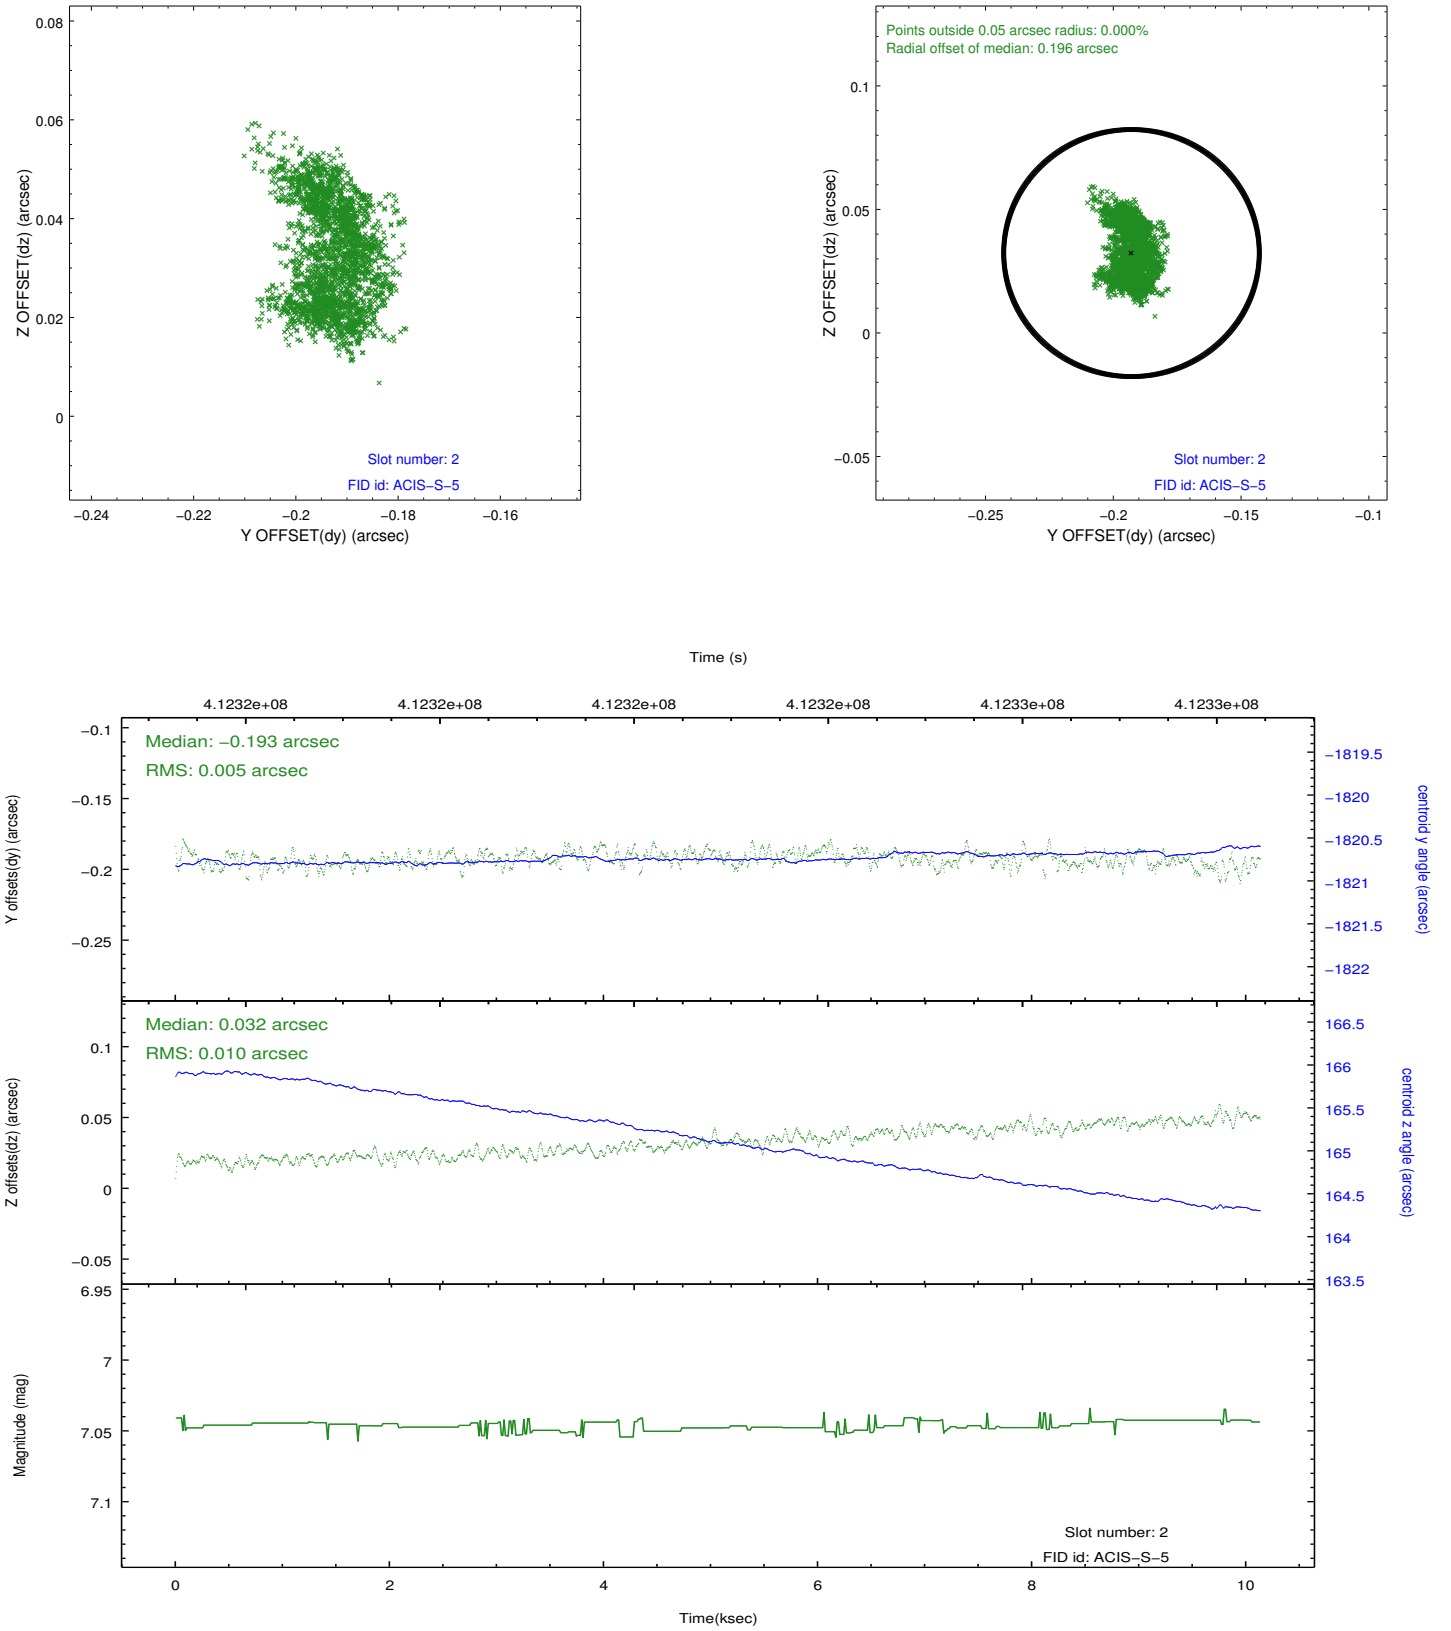 0.08
0.06
0.04
0.02
0
Z OFFSET(dz) (arcsec)
Slot number: 2
FID id: ACIS−S−5
−0.24
−0.22
−0.2
−0.18
−0.16
Y OFFSET(dy) (arcsec)
Points outside 0.05 arcsec radius: 0.000%
Radial offset of median: 0.196 arcsec
0.1
0.05
0
−0.05
Z OFFSET(dz) (arcsec)
Slot number: 2
FID id: ACIS−S−5
−0.25
−0.2
−0.15
−0.1
Y OFFSET(dy) (arcsec)
Time (s)
4.1232e+08
4.1232e+08
4.1232e+08
4.1232e+08
4.1233e+08
4.1233e+08
Median: −0.193 arcsec
RMS: 0.005 arcsec
−0.1
−0.15
−0.2
−0.25
Y offsets(dy) (arcsec)
−1819.5
−1820
−1820.5
−1821
−1821.5
−1822
centroid y angle (arcsec)
Median: 0.032 arcsec
RMS: 0.010 arcsec
0.1
0.05
0
−0.05
Z offsets(dz) (arcsec)
166.5
166
165.5
165
164.5
164
163.5
centroid z angle (arcsec)
6.95
7
7.05
7.1
Magnitude (mag)
Slot number: 2
FID id: ACIS−S−5
0
2
4
6
8
10
Time(ksec)